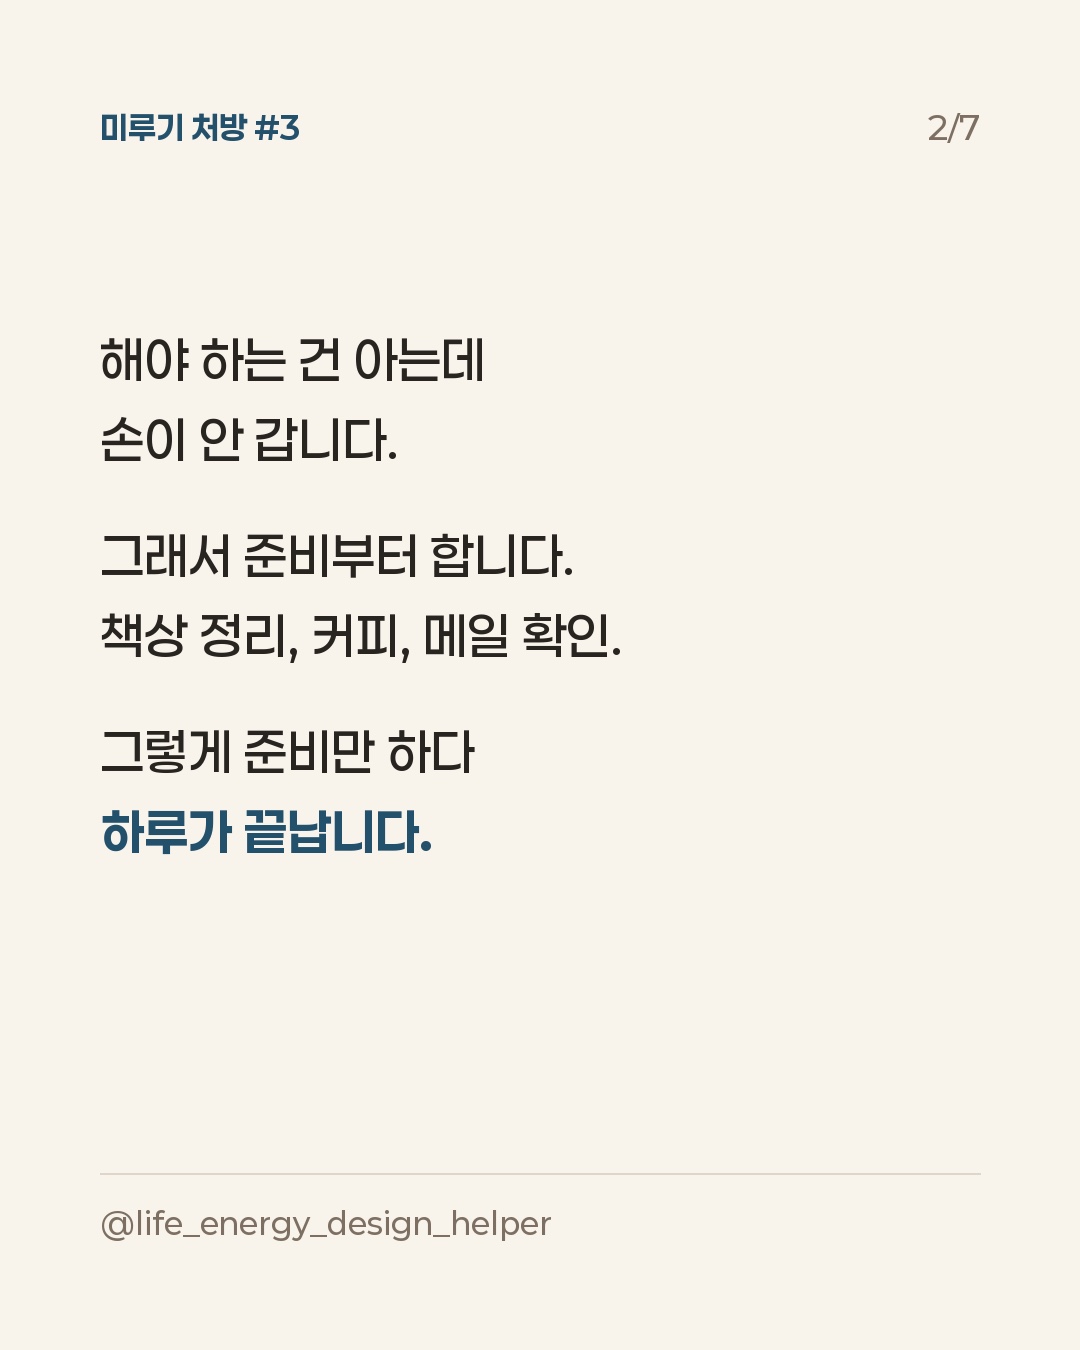 미루기 처방 #3
2/7
해야 하는 건 아는데
손이 안 갑니다.
그래서 준비부터 합니다.
책상 정리, 커피, 메일 확인.
그렇게 준비만 하다
하루가 끝납니다.
@life_energy_design_helper